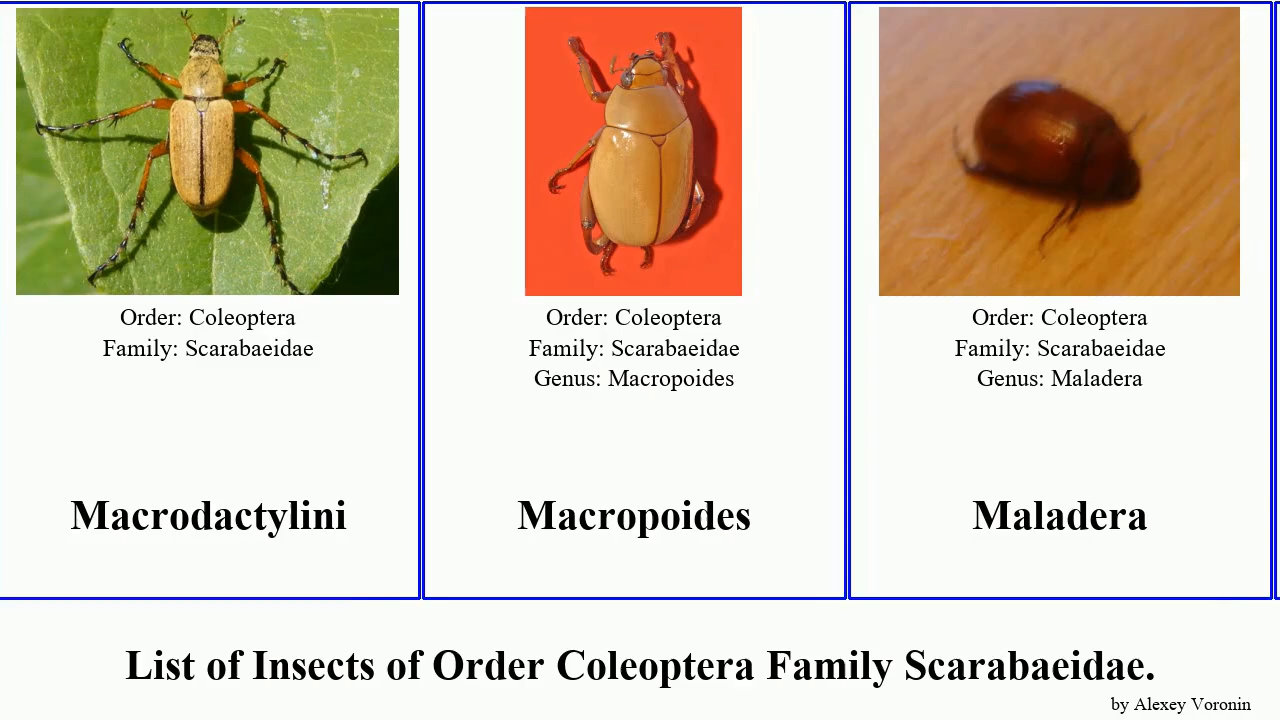 Order: Coleoptera
Family: Scarabaeidae
Macrodactylini
Order: Coleoptera
Family: Scarabaeidae
Genus: Macropoides
Macropoides
Order: Coleoptera
Family: Scarabaeidae
Genus: Maladera
Maladera
List of Insects of Order Coleoptera Family Scarabaeidae.
by Alexey Voronin